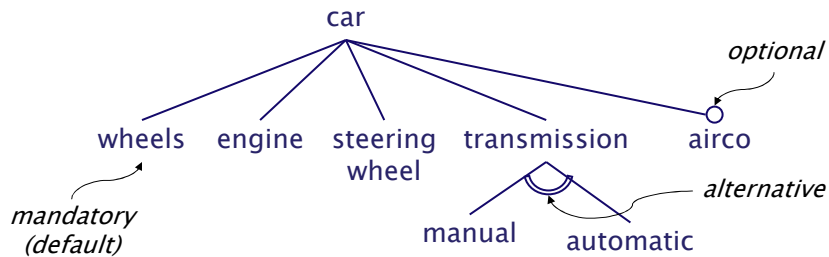 car
optional
wheels
engine
steering
wheel
transmission
airco
mandatory
(default)
alternative
manual
automatic